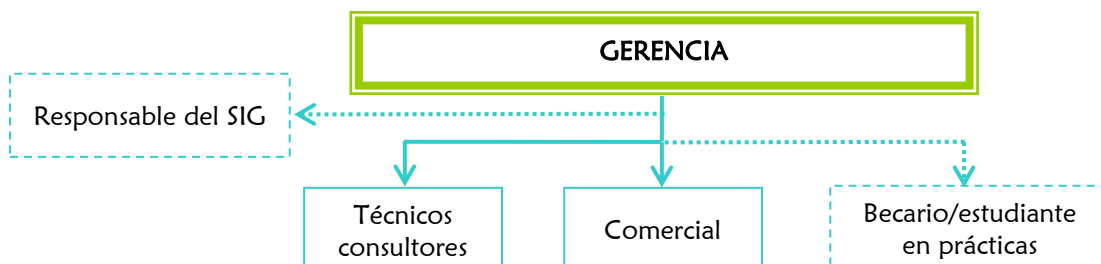 GERENCIA
Responsable del SIG
Técnicos
consultores
Comercial
Becario/estudiante
en prácticas